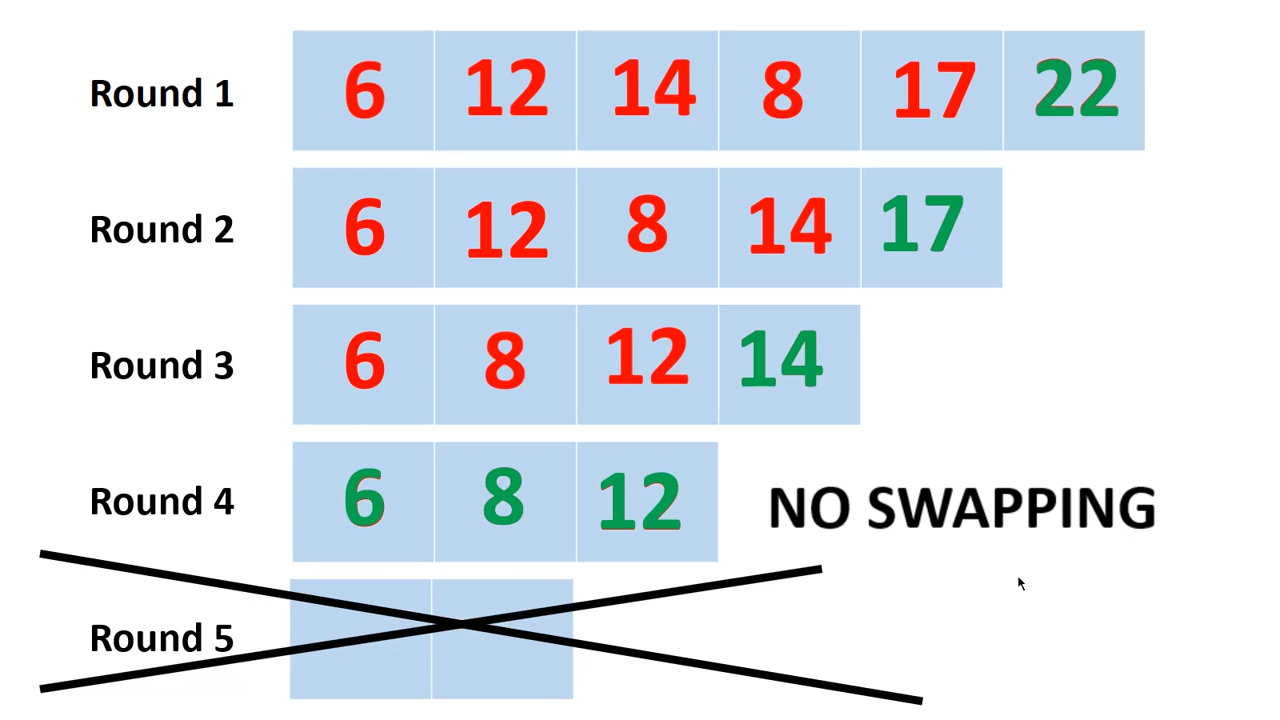 Round 1 6 12 14 8 17 22
Round 2 6 12 8 14 17
Round 3 6 8 12 14
Round 4 6 8 12 NO SWAPPING
Round 5